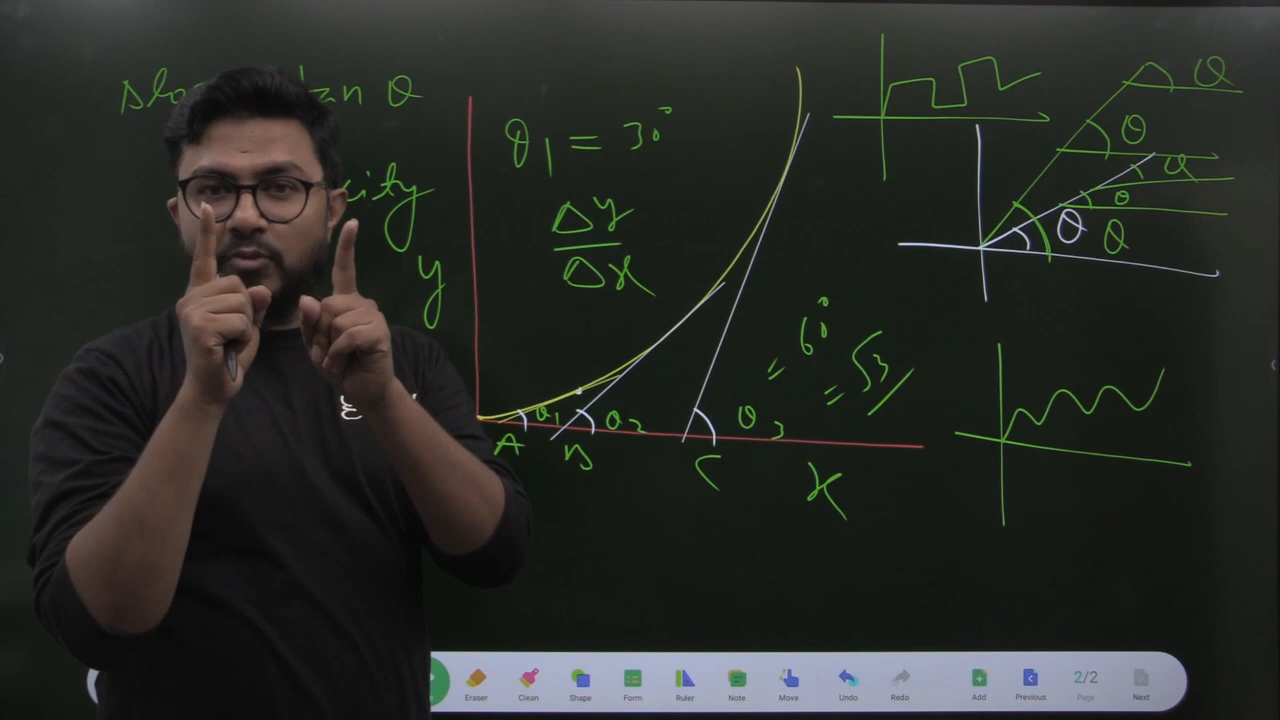 tan θ
city
y
θ1 = 30°
Δy
Δx
θ1
θ2
θ3
A
B
C
x
= 60°
= √3
θ
θ
θ
θ
θ
θ
Eraser
Clean
Shape
Form
Ruler
Note
Move
Undo
Redo
Add
Previous
2/2
Page
Next